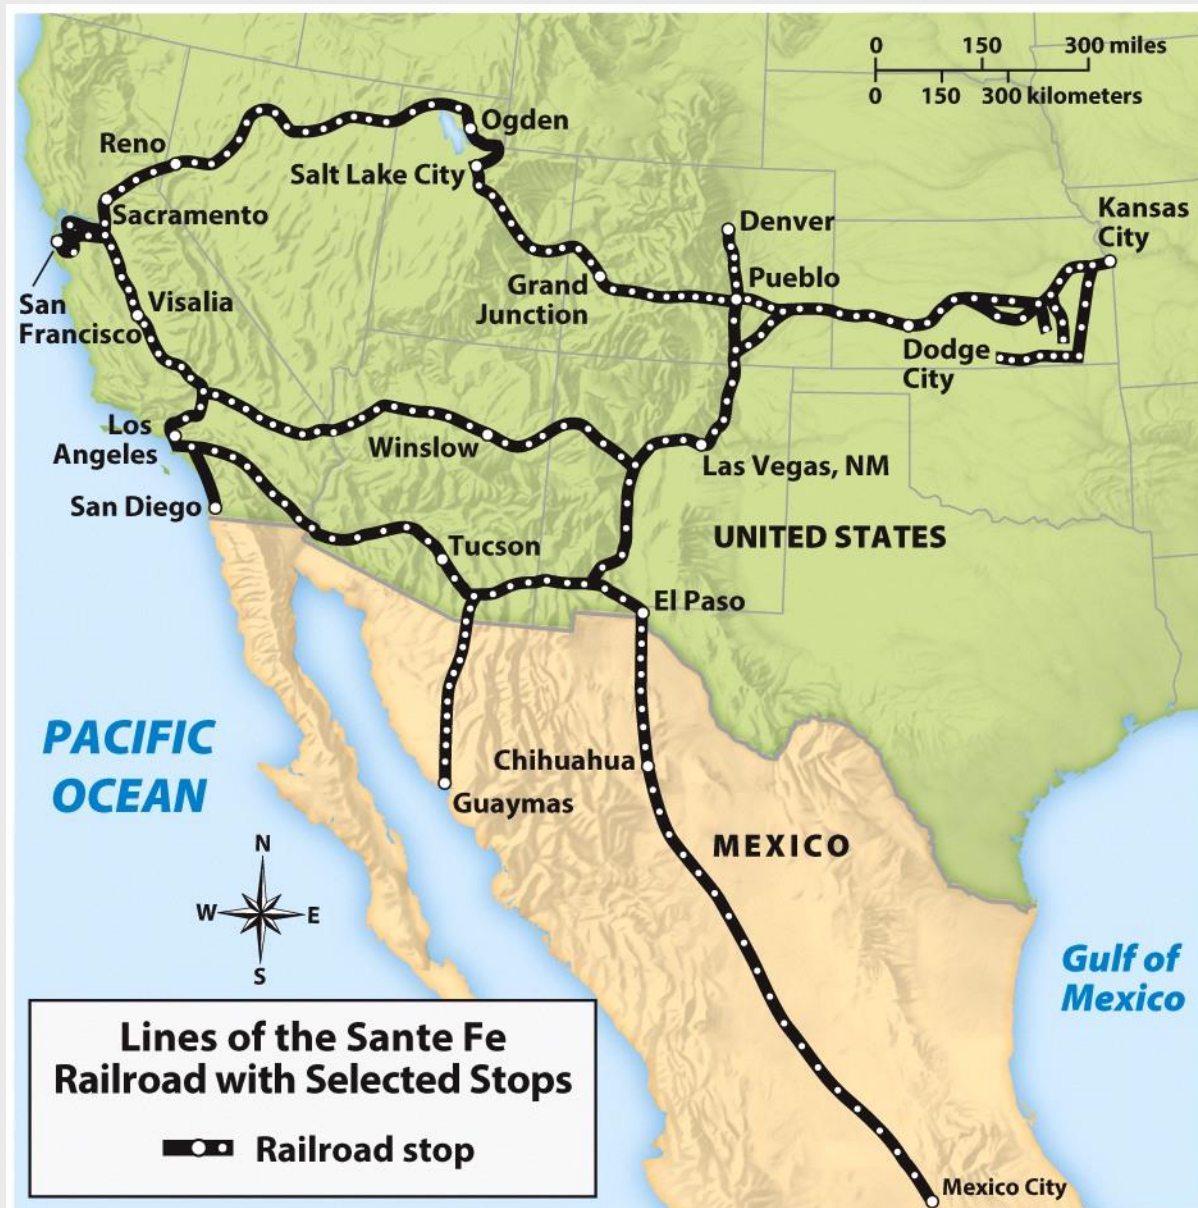 0 150 300 miles
0 150 300 kilometers
Ogden
Reno
Salt Lake City
Sacramento
Denver
Kansas
City
Pueblo
Grand
Junction
San
Francisco
Visalia
Dodge
City
Los
Angeles
Winslow
Las Vegas, NM
San Diego
UNITED STATES
Tucson
El Paso
PACIFIC
OCEAN
Chihuahua
Guaymas
MEXICO
N
W E
S
Gulf of
Mexico
Lines of the Sante Fe
Railroad with Selected Stops
Railroad stop
Mexico City